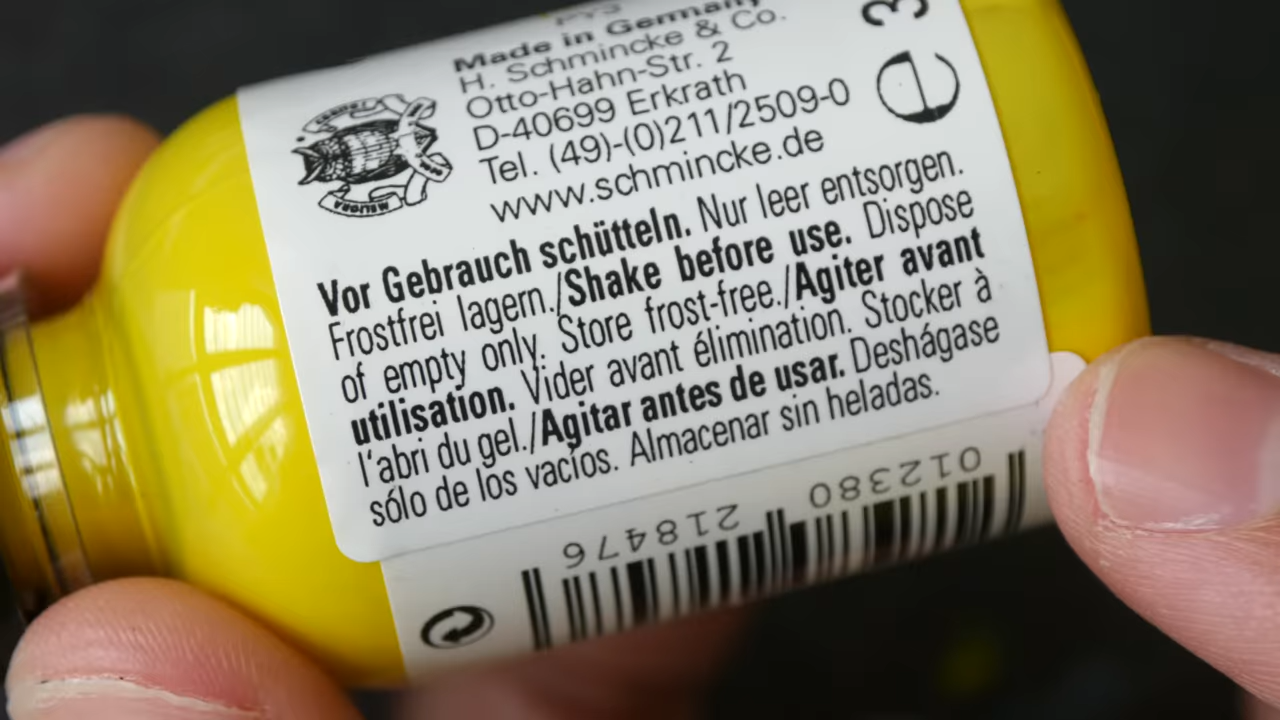 Made in Germany
H. Schmincke & Co.
Otto-Hahn-Str. 2
D-40699 Erkrath
Tel. (49)-(0)211/2509-0
www.schmincke.de
3
MELIORA
Vor Gebrauch schütteln. Nur leer entsorgen.
Frostfrei lagern./Shake before use. Dispose
of empty only. Store frost-free./Agiter avant
utilisation. Vider avant élimination. Stocker à
l'abri du gel./Agitar antes de usar. Deshágase
sólo de los vacíos. Almacenar sin heladas.
012380 218476